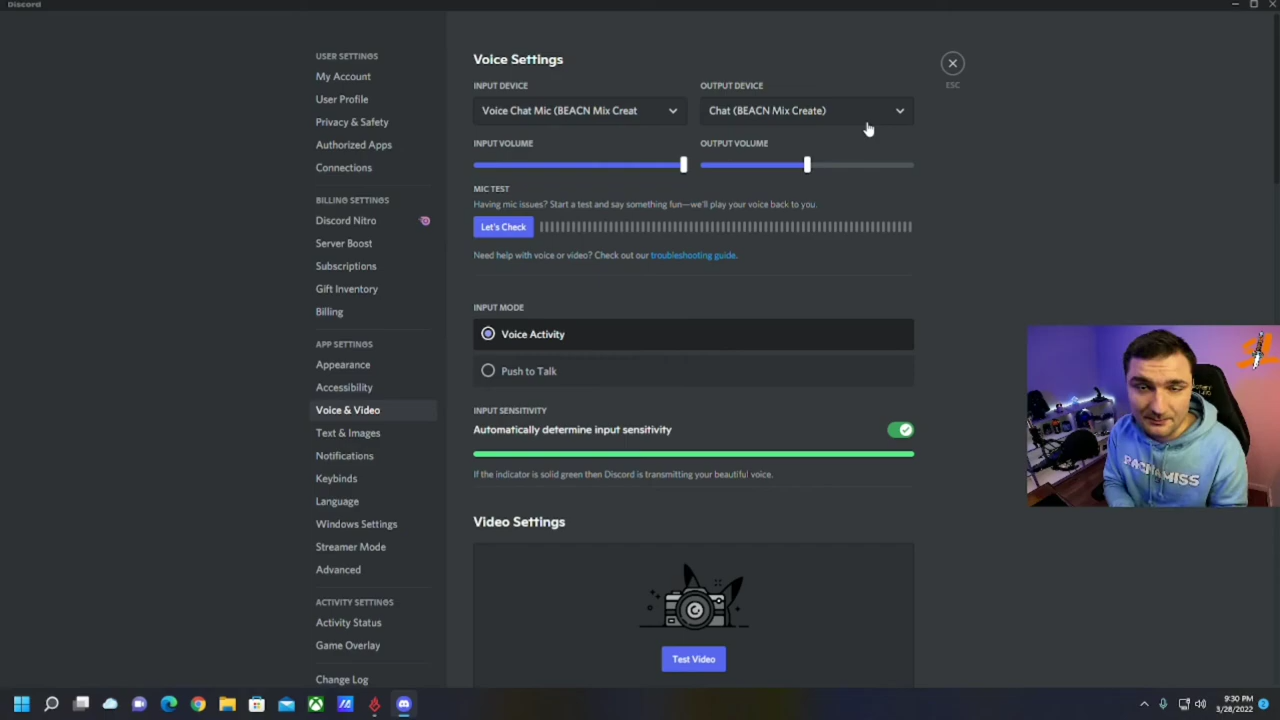 Discord
USER SETTINGS
My Account
User Profile
Privacy & Safety
Authorized Apps
Connections
BILLING SETTINGS
Discord Nitro
Server Boost
Subscriptions
Gift Inventory
Billing
APP SETTINGS
Appearance
Accessibility
Voice & Video
Text & Images
Notifications
Keybinds
Language
Windows Settings
Streamer Mode
Advanced
ACTIVITY SETTINGS
Activity Status
Game Overlay
Change Log
Voice Settings
INPUT DEVICE
Voice Chat Mic (BEACN Mix Creat
OUTPUT DEVICE
Chat (BEACN Mix Create)
INPUT VOLUME
OUTPUT VOLUME
MIC TEST
Having mic issues? Start a test and say something fun—we'll play your voice back to you.
Let's Check
Need help with voice or video? Check out our troubleshooting guide.
INPUT MODE
Voice Activity
Push to Talk
INPUT SENSITIVITY
Automatically determine input sensitivity
If the indicator is solid green then Discord is transmitting your beautiful voice.
Video Settings
Test Video
ESC
PACHAMISS
9:30 PM
3/28/2022
2